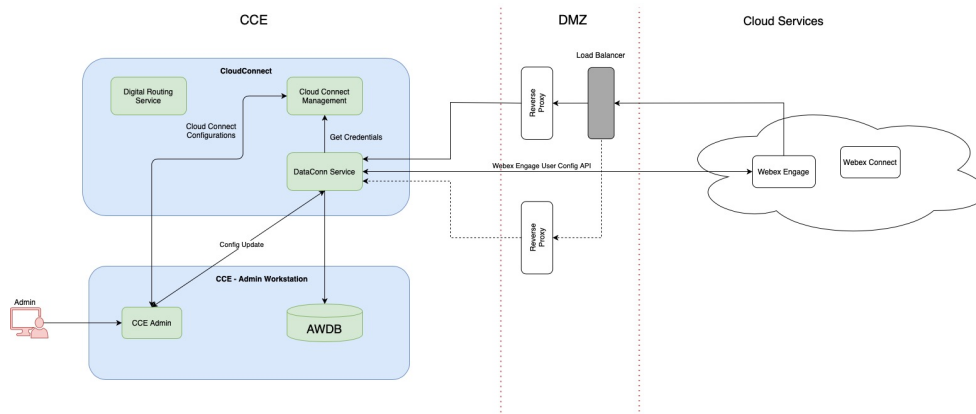 CCE
DMZ
Cloud Services
Load Balancer
CloudConnect
Digital Routing
Service
Cloud Connect
Management
Reverse
Proxy
Cloud Connect
Configurations
Get Credentials
DataConn Service
Webex Engage User Config API
Webex Engage
Webex Connect
Reverse
Proxy
Config Update
CCE - Admin Workstation
Admin
CCE Admin
AWDB